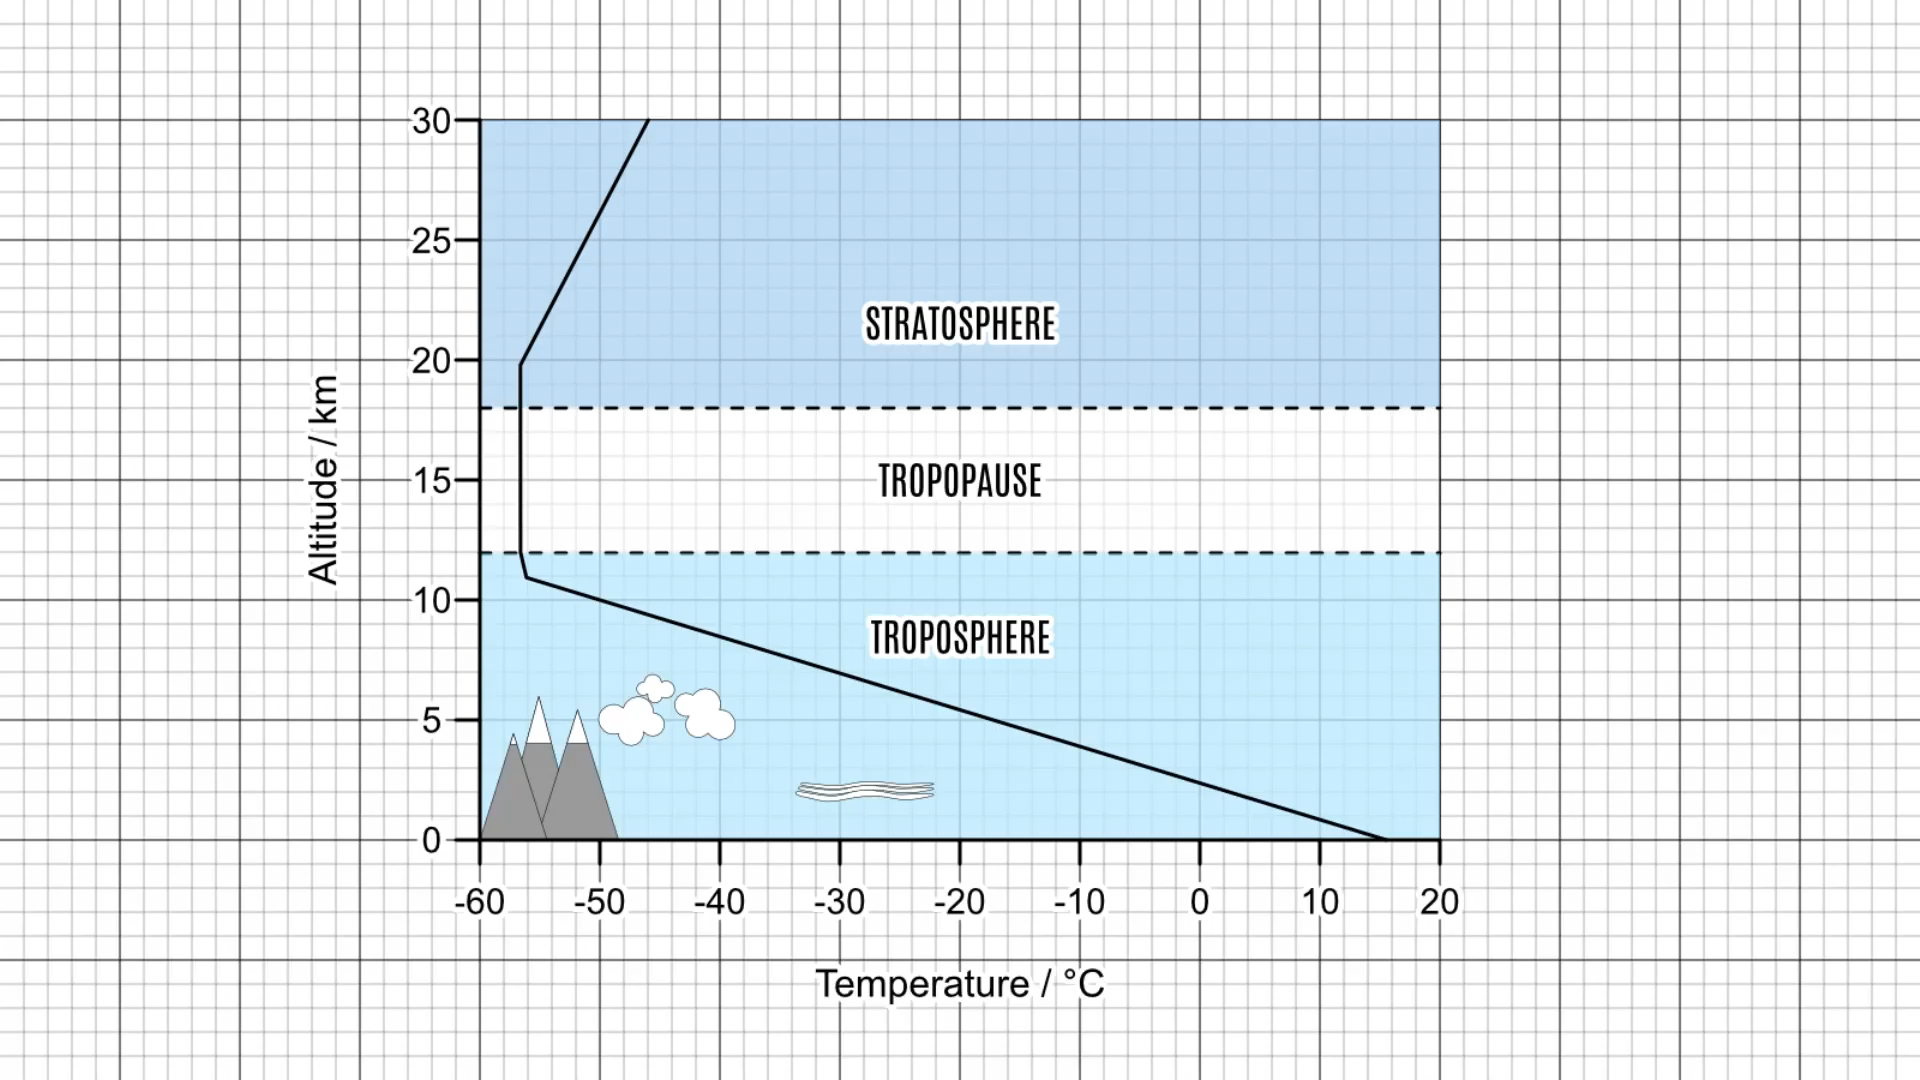 30
25
STRATOSPHERE
20
Altitude / km
TROPOPAUSE
15
10
TROPOSPHERE
5
0
-60 -50 -40 -30 -20 -10 0 10 20
Temperature / °C